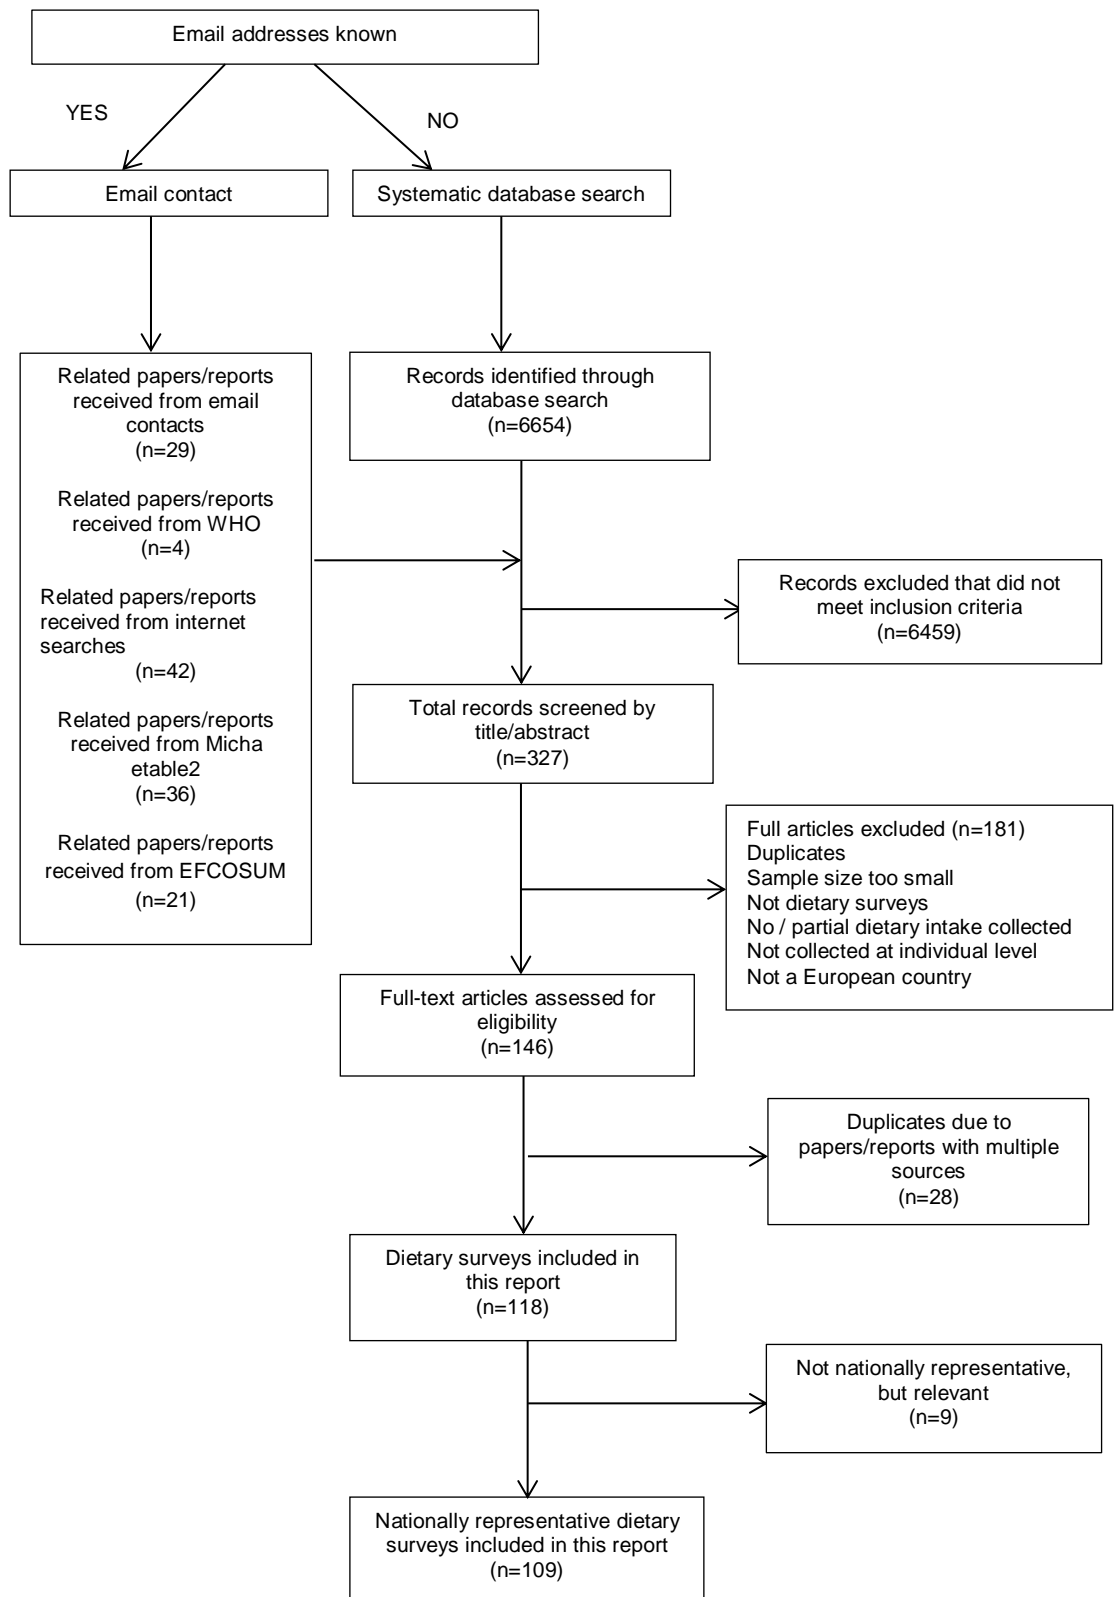 Email addresses known
YES
NO
Email contact
Systematic database search
Related papers/reports
received from email
contacts
(n=29)
Related papers/reports
received from WHO
(n=4)
Related papers/reports
received from internet
searches
(n=42)
Related papers/reports
received from Micha
etable2
(n=36)
Related papers/reports
received from EFCOSUM
(n=21)
Records identified through
database search
(n=6654)
Records excluded that did not
meet inclusion criteria
(n=6459)
Total records screened by
title/abstract
(n=327)
Full articles excluded (n=181)
Duplicates
Sample size too small
Not dietary surveys
No / partial dietary intake collected
Not collected at individual level
Not a European country
Full-text articles assessed for
eligibility
(n=146)
Duplicates due to
papers/reports with multiple
sources
(n=28)
Dietary surveys included in
this report
(n=118)
Not nationally representative,
but relevant
(n=9)
Nationally representative dietary
surveys included in this report
(n=109)